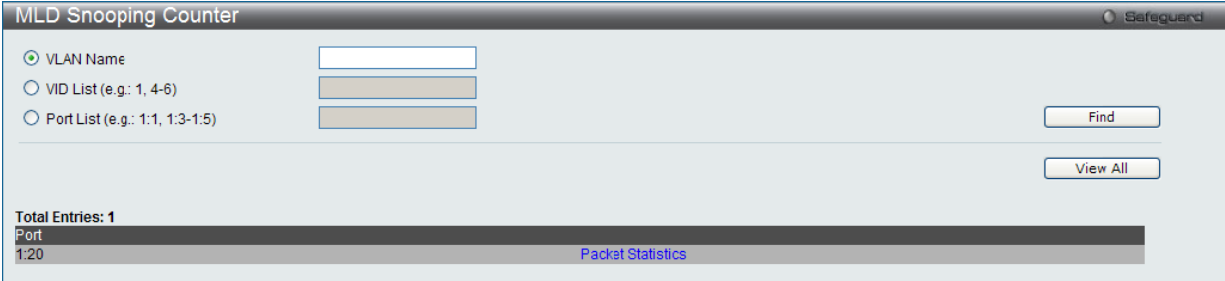 MLD Snooping Counter
Safeguard
VLAN Name
VID List (e.g.: 1, 4-6)
Port List (e.g.: 1:1, 1:3-1:5)
Find
View All
Total Entries: 1
Port
1:20 Packet Statistics